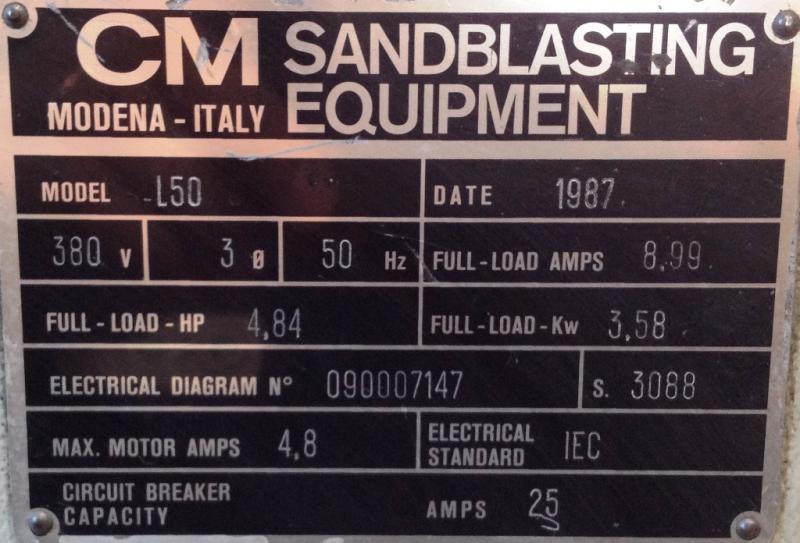 CM SANDBLASTING
MODENA - ITALY EQUIPMENT
MODEL L50 DATE 1987
380 V 3 Ø 50 Hz FULL-LOAD AMPS 8,99
FULL-LOAD-HP 4,84 FULL-LOAD-Kw 3,58
ELECTRICAL DIAGRAM N° 090007147 S. 3088
MAX. MOTOR AMPS 4,8 ELECTRICAL STANDARD IEC
CIRCUIT BREAKER CAPACITY AMPS 25